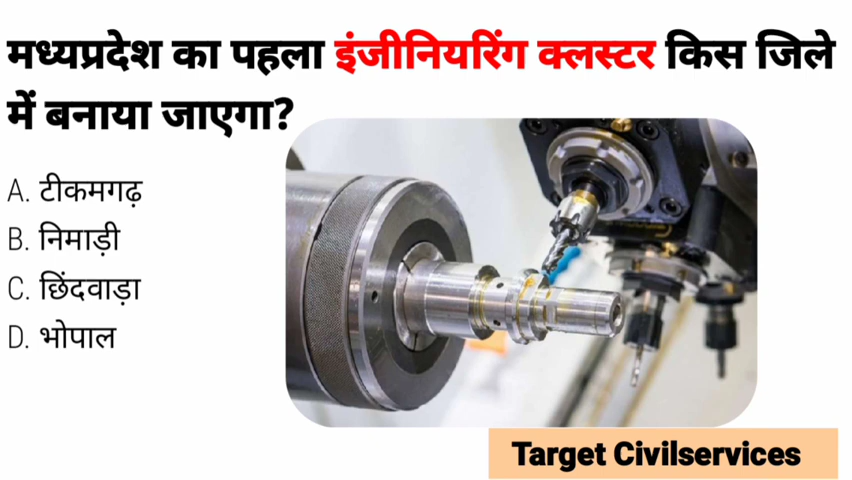 मध्यप्रदेश का पहला इंजीनियरिंग क्लस्टर किस जिले
में बनाया जाएगा?
A. टीकमगढ़
B. निमाड़ी
C. छिंदवाड़ा
D. भोपाल
Target Civilservices